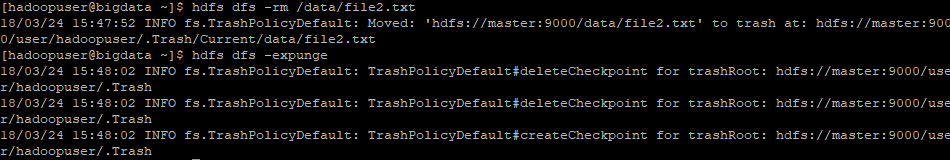 [hadoopuser@bigdata ~]$ hdfs dfs -rm /data/file2.txt
18/03/24 15:47:52 INFO fs.TrashPolicyDefault: Moved: 'hdfs://master:9000/data/file2.txt' to trash at: hdfs://master:900
0/user/hadoopuser/.Trash/Current/data/file2.txt
[hadoopuser@bigdata ~]$ hdfs dfs -expunge
18/03/24 15:48:02 INFO fs.TrashPolicyDefault: TrashPolicyDefault#deleteCheckpoint for trashRoot: hdfs://master:9000/use
r/hadoopuser/.Trash
18/03/24 15:48:02 INFO fs.TrashPolicyDefault: TrashPolicyDefault#deleteCheckpoint for trashRoot: hdfs://master:9000/use
r/hadoopuser/.Trash
18/03/24 15:48:02 INFO fs.TrashPolicyDefault: TrashPolicyDefault#createCheckpoint for trashRoot: hdfs://master:9000/use
r/hadoopuser/.Trash